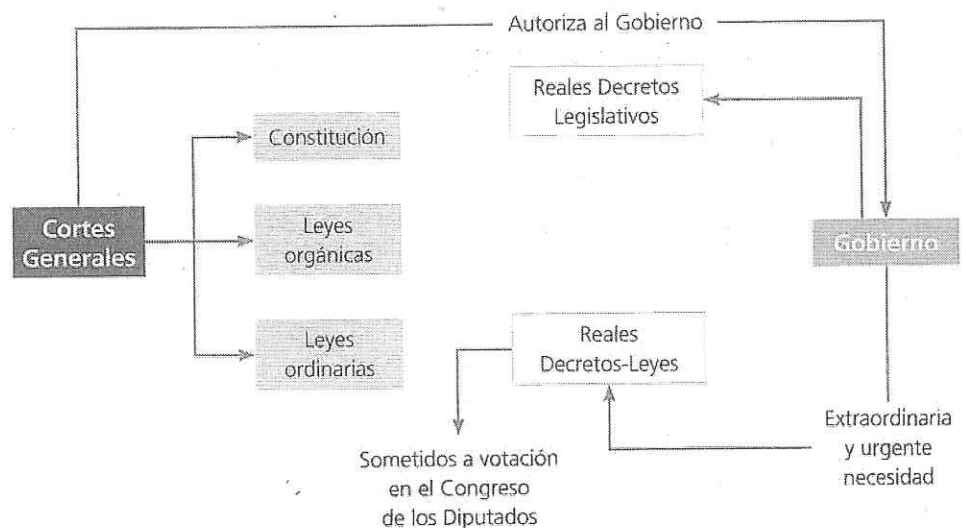 Autoriza al Gobierno
Reales Decretos
Legislativos
Constitución
Cortes
Generales
Leyes
orgánicas
Gobierno
Leyes
ordinarias
Reales
Decretos-Leyes
Extraordinaria
y urgente
necesidad
Sometidos a votación
en el Congreso
de los Diputados